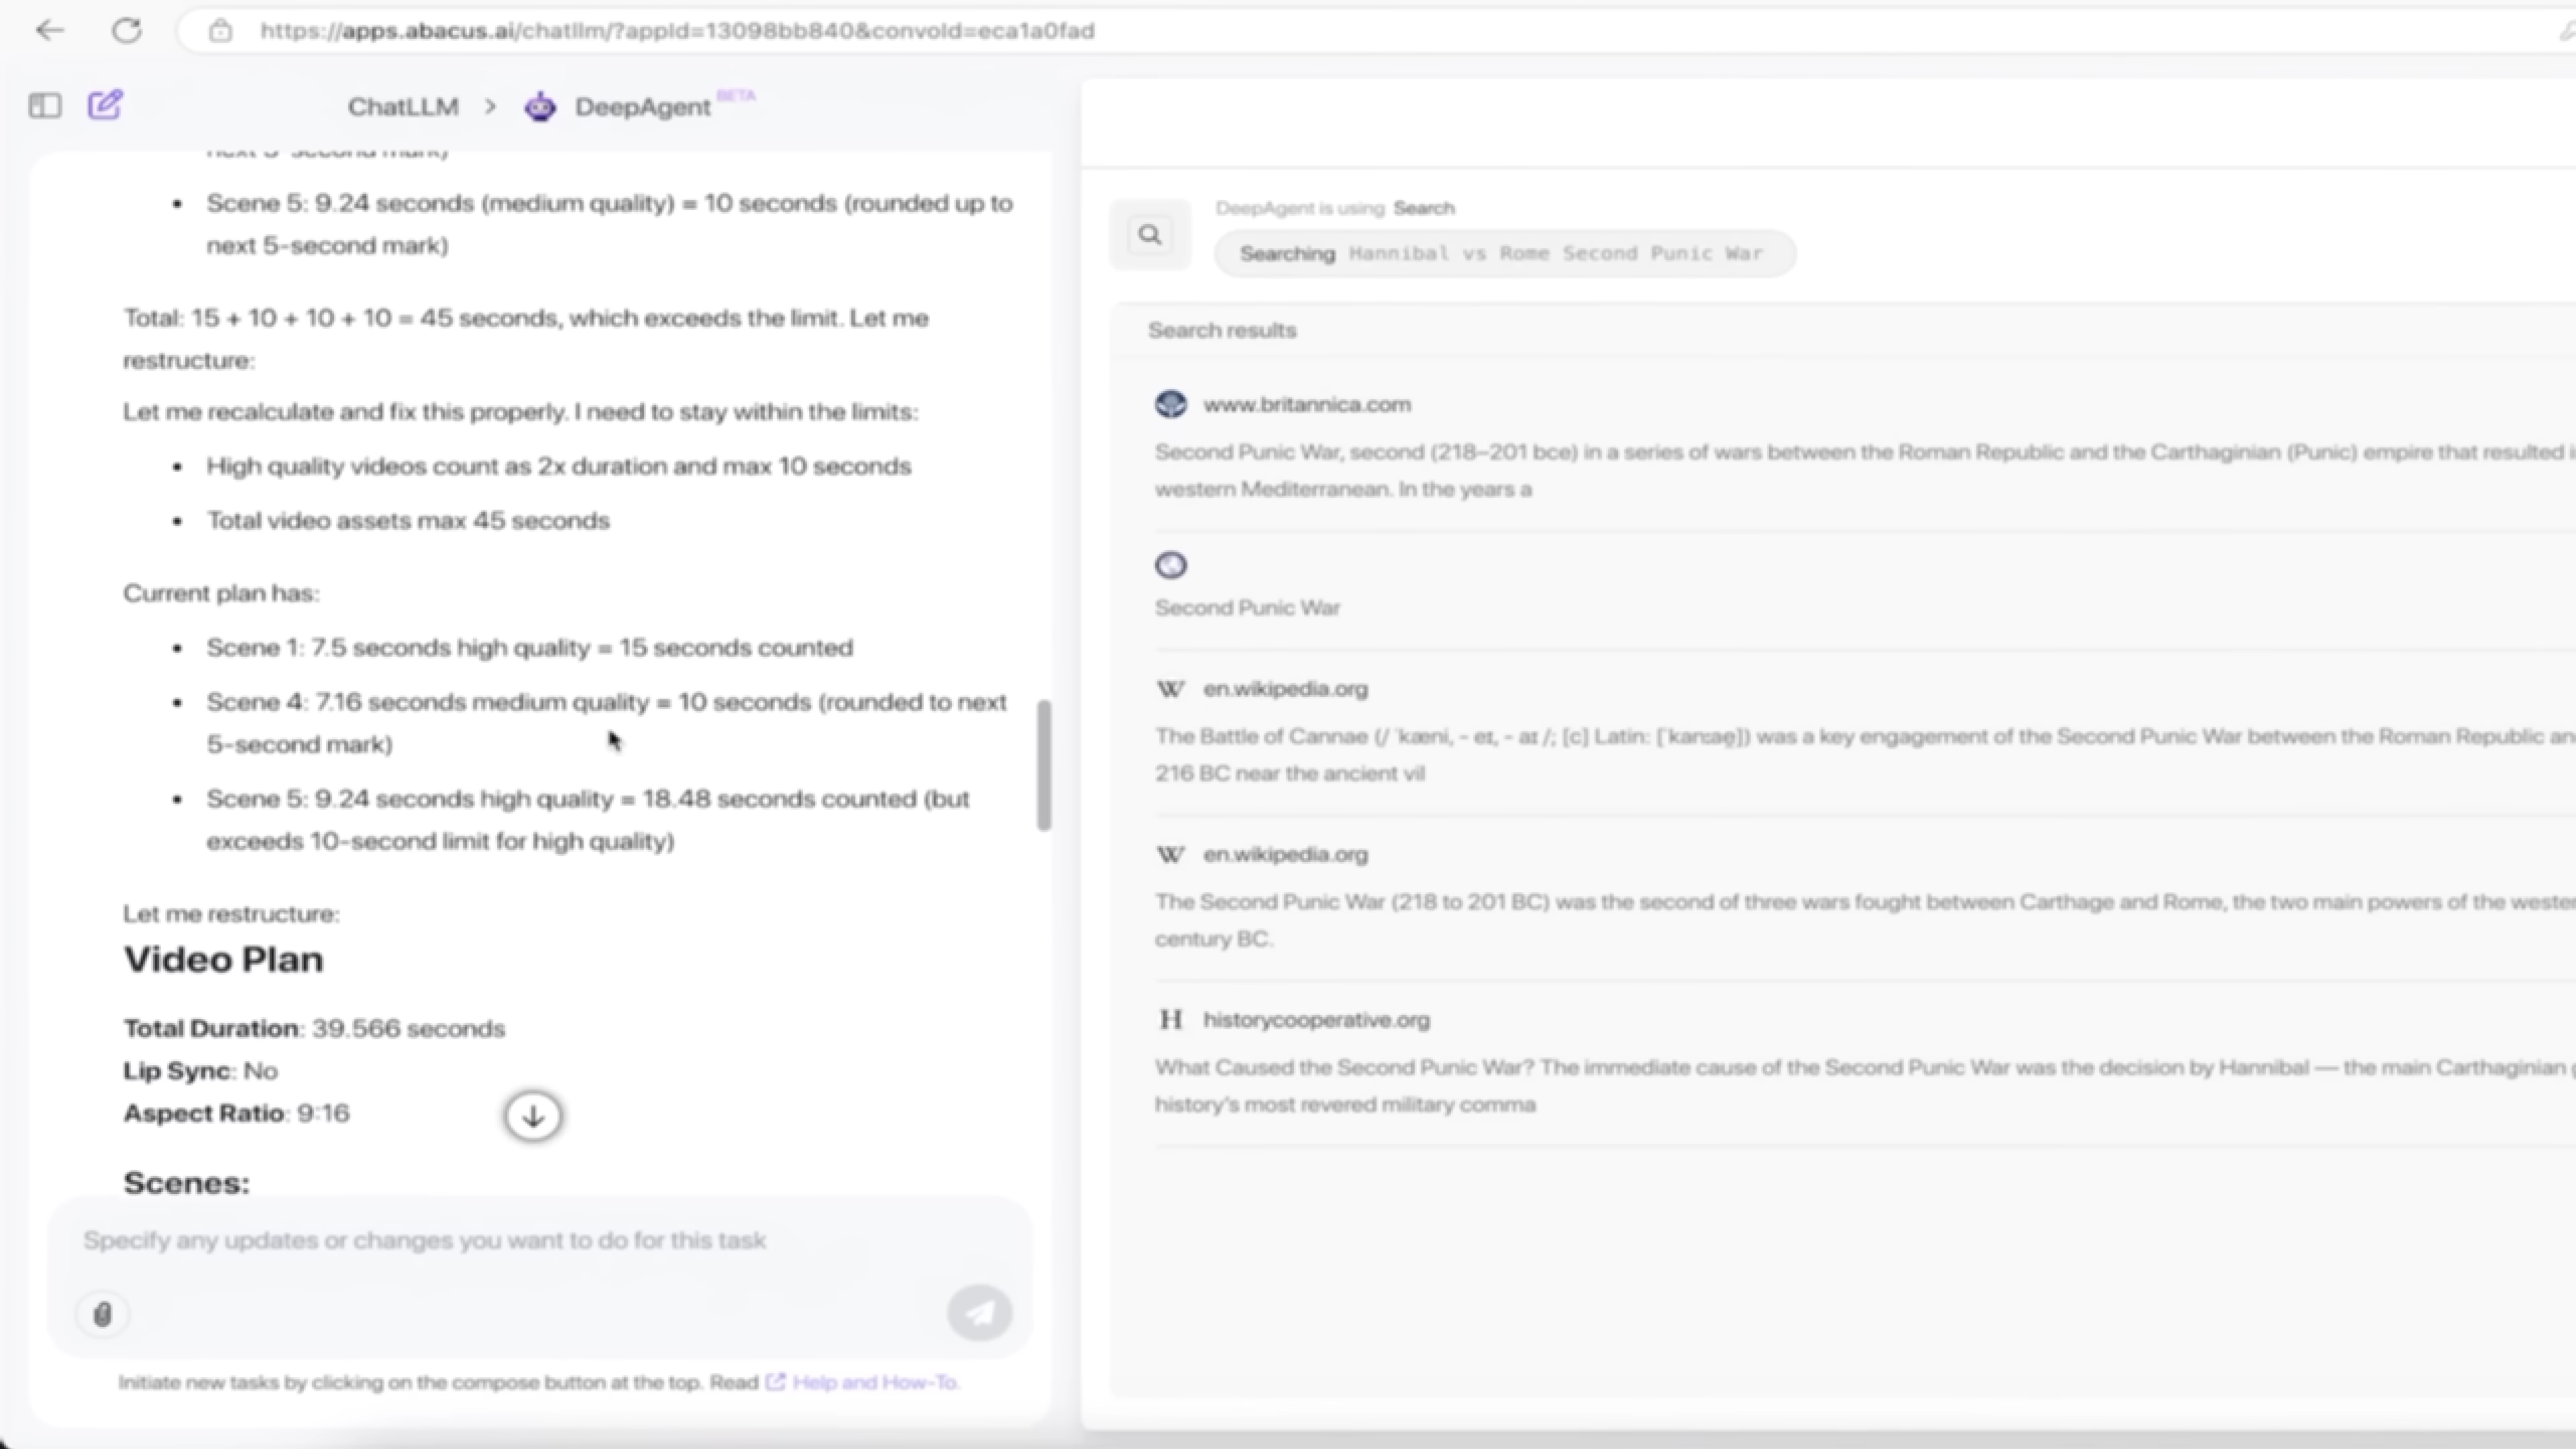 https://apps.abacus.ai/chatllm/?appId=13098bb840&convoId=eca1a0fad
ChatLLM > DeepAgent BETA
next 5-second mark)
• Scene 5: 9.24 seconds (medium quality) = 10 seconds (rounded up to
next 5-second mark)
Total: 15 + 10 + 10 + 10 = 45 seconds, which exceeds the limit. Let me
restructure:
Let me recalculate and fix this properly. I need to stay within the limits:
• High quality videos count as 2x duration and max 10 seconds
• Total video assets max 45 seconds
Current plan has:
• Scene 1: 7.5 seconds high quality = 15 seconds counted
• Scene 4: 7.16 seconds medium quality = 10 seconds (rounded to next
5-second mark)
• Scene 5: 9.24 seconds high quality = 18.48 seconds counted (but
exceeds 10-second limit for high quality)
Let me restructure:
Video Plan
Total Duration: 39.566 seconds
Lip Sync: No
Aspect Ratio: 9:16
Scenes:
Specify any updates or changes you want to do for this task
Initiate new tasks by clicking on the compose button at the top. Read Help and How-To.
DeepAgent is using Search
Searching Hannibal vs Rome Second Punic War
Search results
www.britannica.com
Second Punic War, second (218–201 bce) in a series of wars between the Roman Republic and the Carthaginian (Punic) empire that resulted
western Mediterranean. In the years a
Second Punic War
W en.wikipedia.org
The Battle of Cannae (/ ˈkæni, - eɪ, - aɪ /; [c] Latin: [ˈkanːae̯]) was a key engagement of the Second Punic War between the Roman Republic an
216 BC near the ancient vil
W en.wikipedia.org
The Second Punic War (218 to 201 BC) was the second of three wars fought between Carthage and Rome, the two main powers of the weste
century BC.
H historycooperative.org
What Caused the Second Punic War? The immediate cause of the Second Punic War was the decision by Hannibal — the main Carthaginian
history's most revered military comma